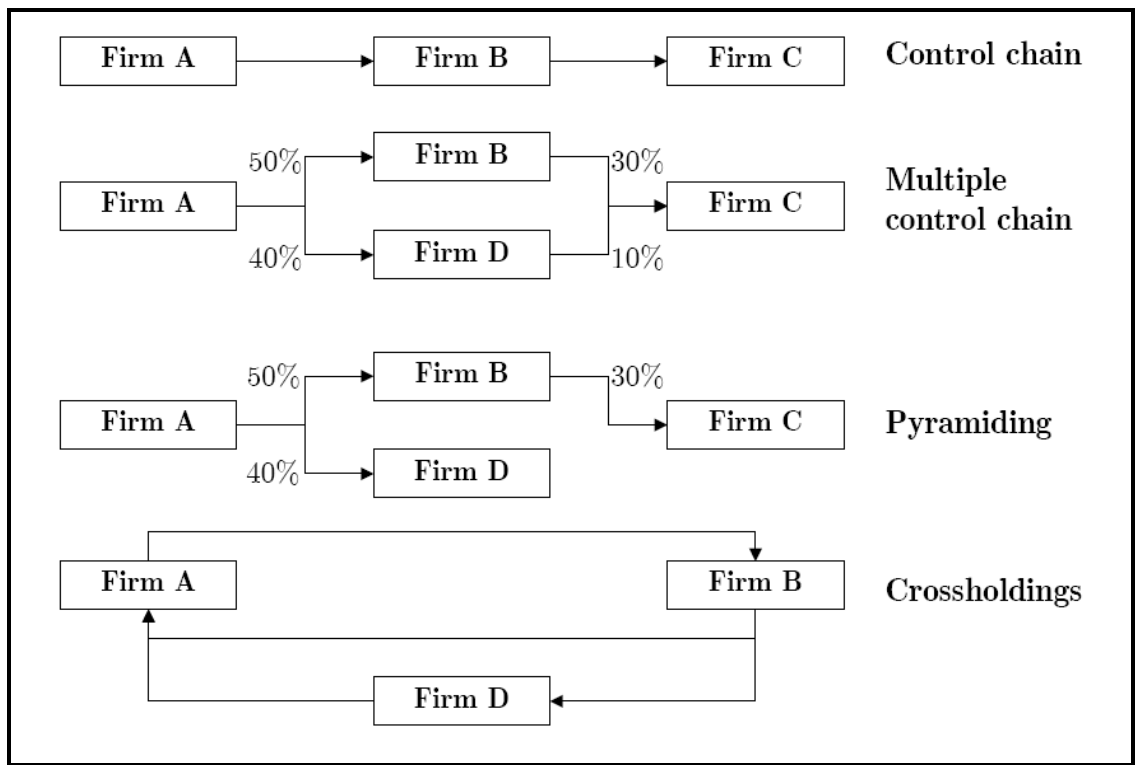 Firm A
Firm B
Firm C
Control chain
50%
Firm B
30%
Firm A
Firm C
Multiple
control chain
40%
Firm D
10%
50%
Firm B
30%
Firm A
Firm C
Pyramiding
40%
Firm D
Firm A
Firm B
Crossholdings
Firm D